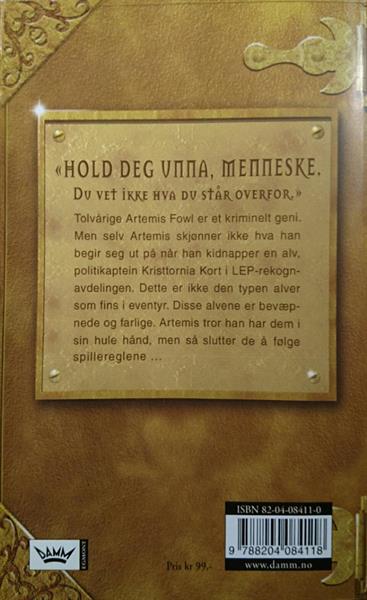 «HOLD DEG UNNA, MENNESKE.
DU VET IKKE HVA DU STÅR OVERFOR.»
Tolvårige Artemis Fowl er et kriminelt geni.
Men selv Artemis skjønner ikke hva han
begir seg ut på når han kidnapper en alv,
politikaptein Kristtornia Kort i LEP-rekogn-
avdelingen. Dette er ikke den typen alver
som fins i eventyr. Disse alvene er bevæp-
nede og farlige. Artemis tror han har dem i
sin hule hånd, men så slutter de å følge
spillereglene ...
ISBN 82-04-08411-0
9 788204 084118
www.damm.no
DAMM
EGMONT
Pris kr 99,-